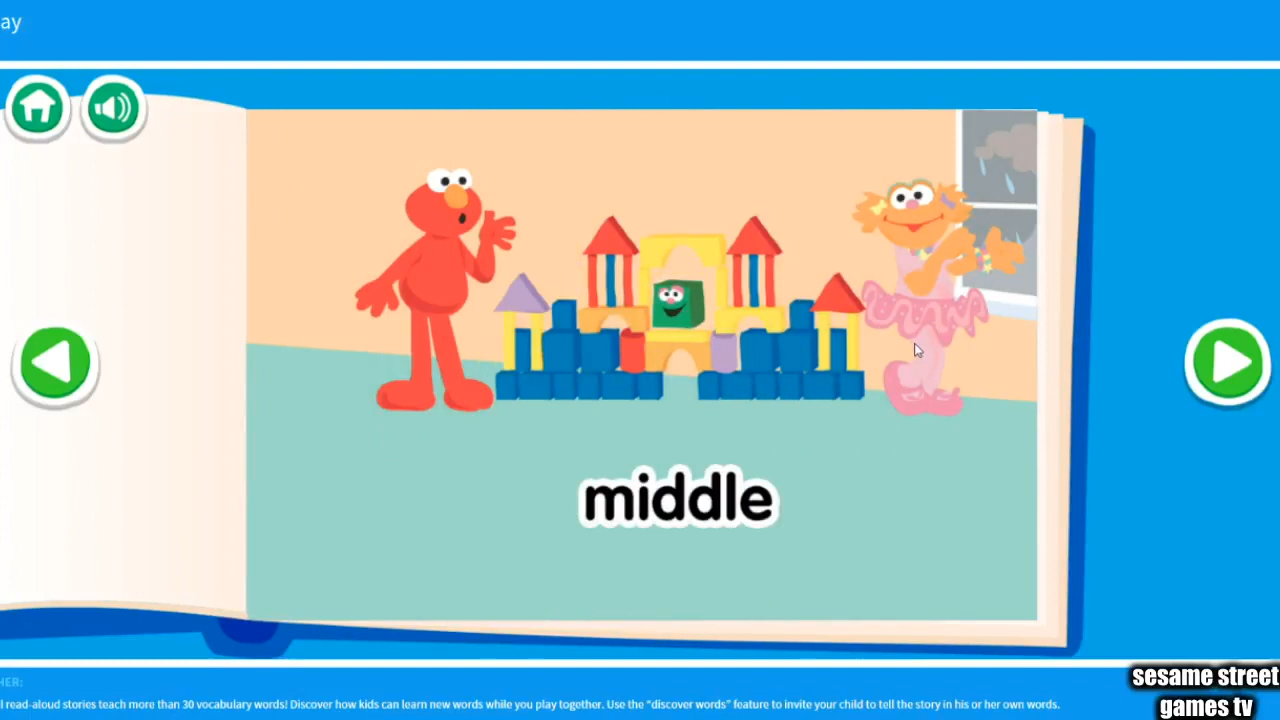 ay
middle
HER:
l read-aloud stories teach more than 30 vocabulary words! Discover how kids can learn new words while you play together. Use the "discover words" feature to invite your child to tell the story in his or her own words.
sesame street
games tv